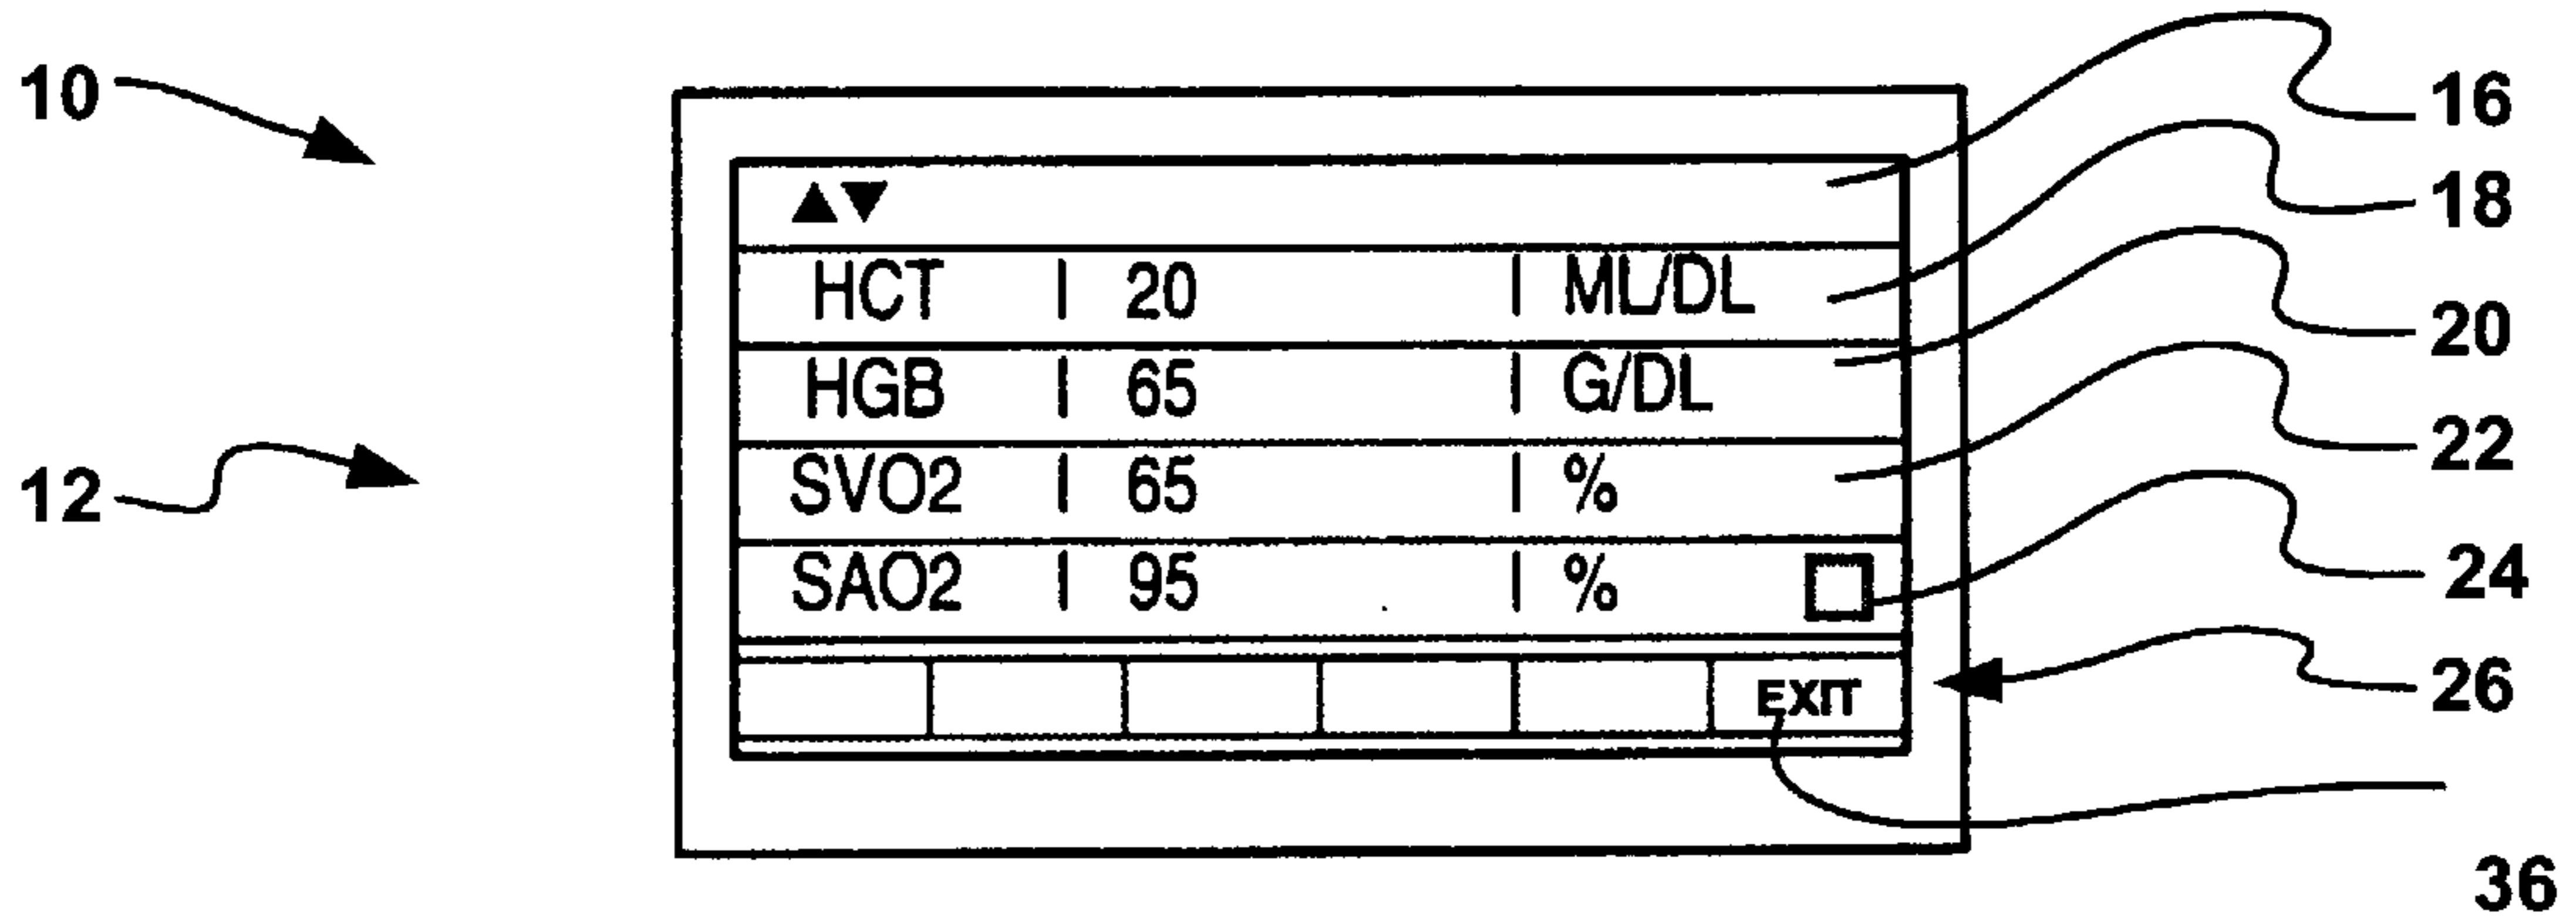 10
16
18
▲▼
HCT | 20 | ML/DL
20
HGB | 65 | G/DL
22
12
SVO2 | 65 | %
24
SAO2 | 95 | %
26
EXIT
36